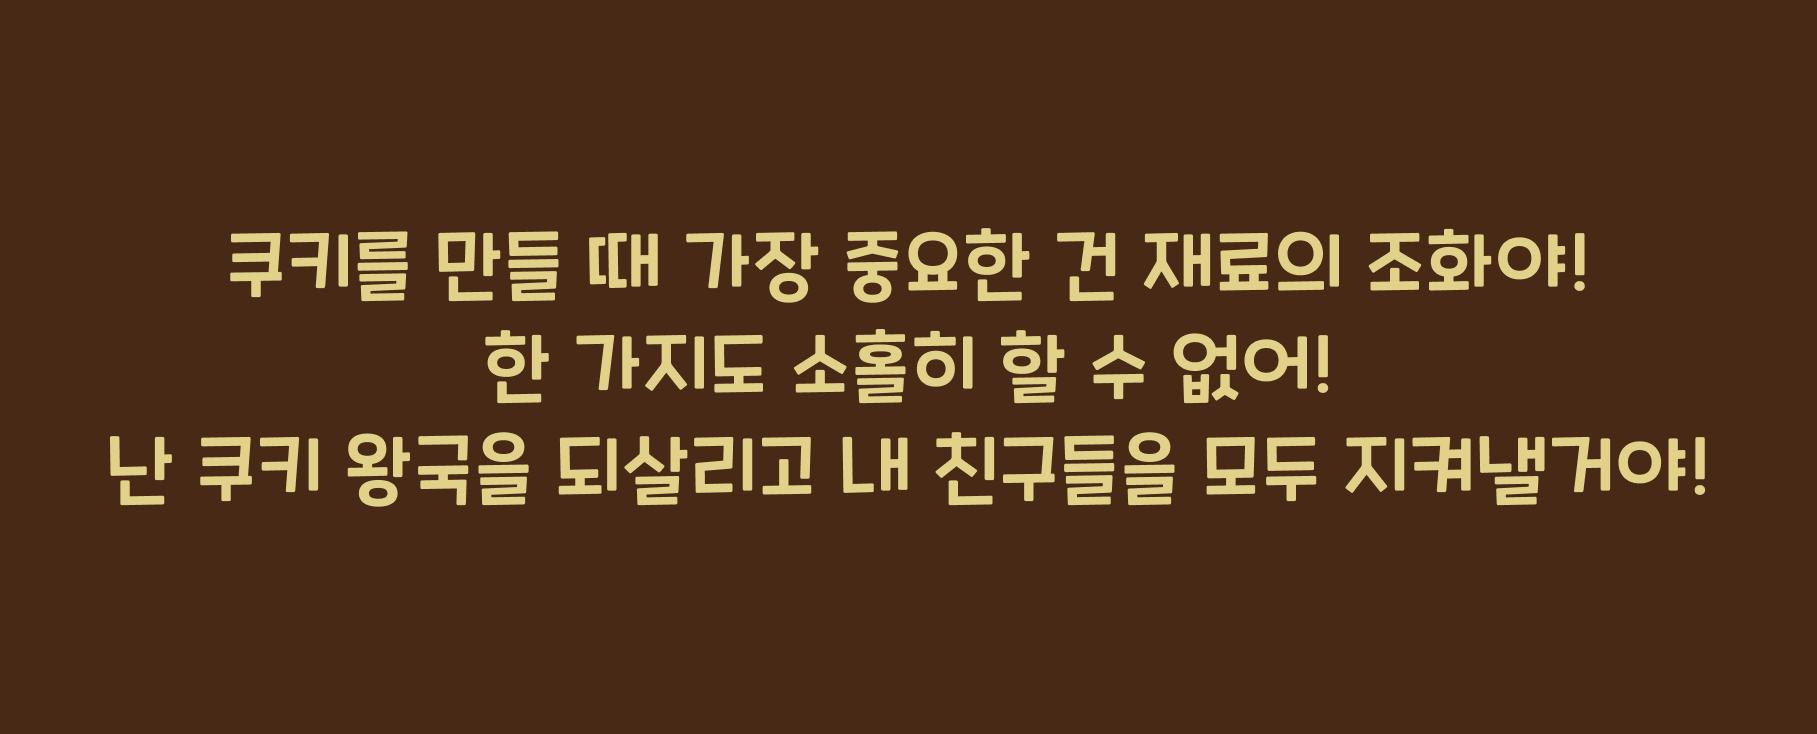 쿠키를 만들 때 가장 중요한 건 재료의 조화야!
한 가지도 소홀히 할 수 없어!
난 쿠키 왕국을 되살리고 내 친구들을 모두 지켜낼거야!